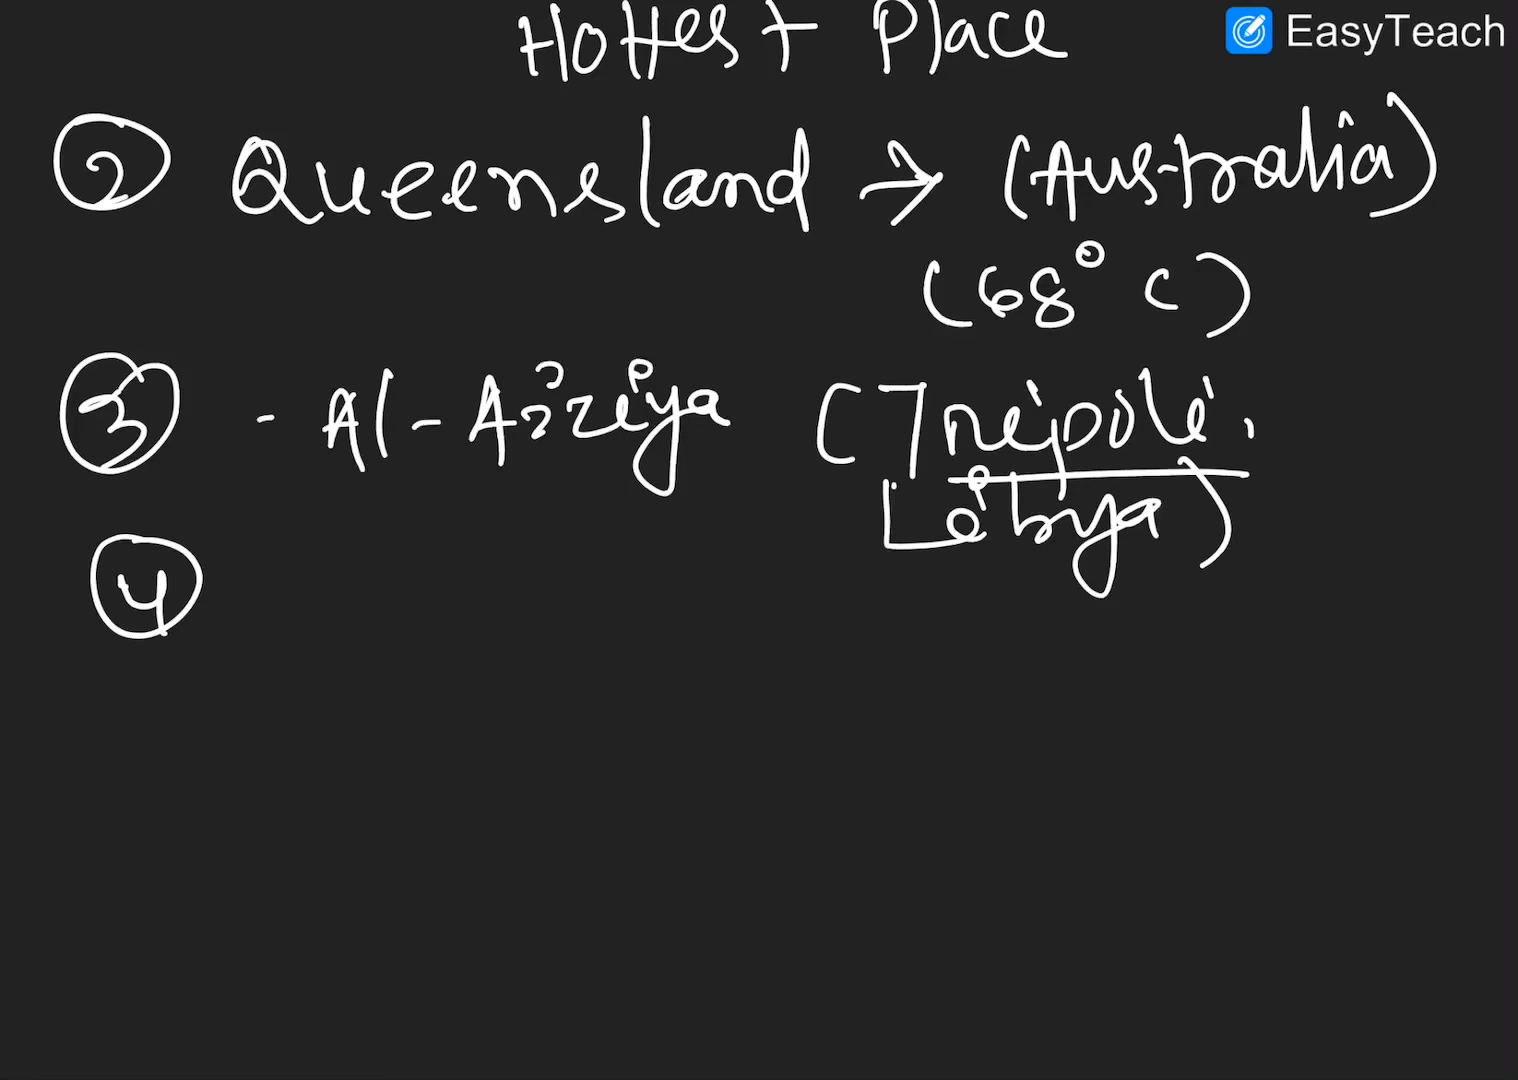 Hottest Place
EasyTeach
2 Queensland → (Australia)
(68° C)
3 - Al-Aziziya (Tripoli.
Libya)
4